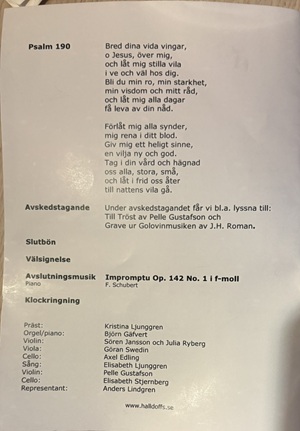 Psalm 190 Bred dina vida vingar,
o Jesus, över mig,
och låt mig stilla vila
i ve och väl hos dig.
Bli du min ro, min starkhet,
min visdom och mitt råd,
och låt mig alla dagar
få leva av din nåd.
Förlåt mig alla synder,
mig rena i ditt blod.
Giv mig ett heligt sinne,
en vilja ny och god.
Tag i din vård och hägnad
oss alla, stora, små,
och låt i frid oss åter
till nattens vila gå.
Avskedstagande Under avskedstagandet får vi bl.a. lyssna till:
Till Tröst av Pelle Gustafson och
Grave ur Golovinmusiken av J.H. Roman.
Slutbön
Välsignelse
Avslutningsmusik Impromptu Op. 142 No. 1 i f-moll
Piano F. Schubert
Klockringning
Präst: Kristina Ljunggren
Orgel/piano: Björn Gäfvert
Violin: Sören Jansson och Julia Ryberg
Viola: Göran Swedin
Cello: Axel Edling
Sång: Elisabeth Ljunggren
Violin: Pelle Gustafson
Cello: Elisabeth Stjernberg
Representant: Anders Lindgren
www.halldoffs.se